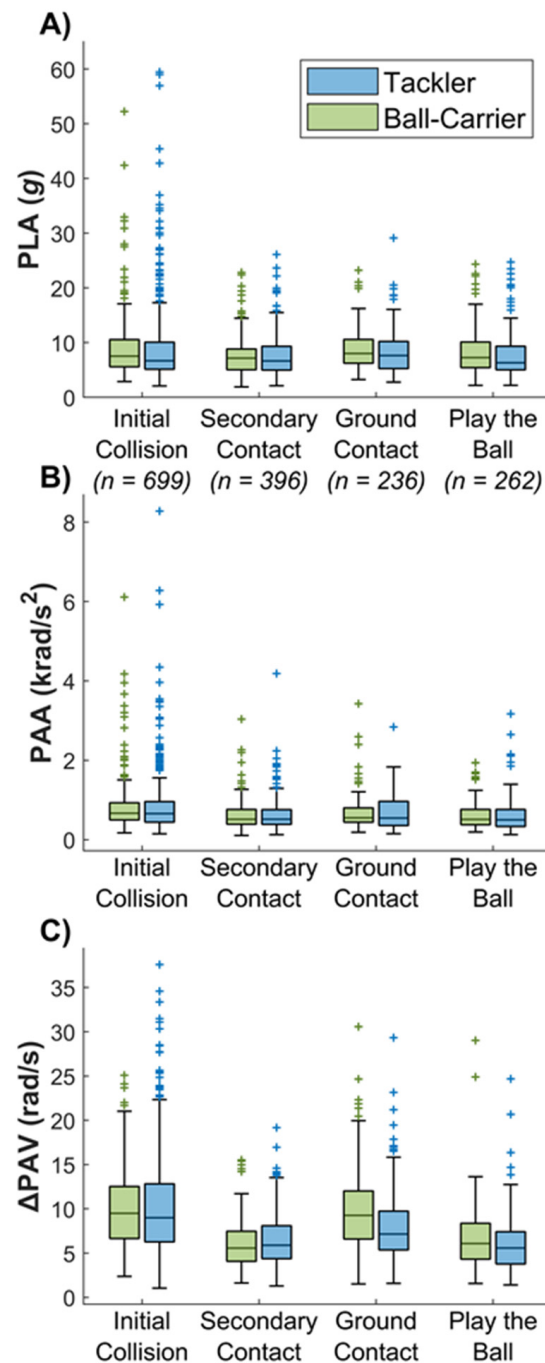 A)
Tackler
Ball-Carrier
PLA (g)
60
50
40
30
20
10
0
Initial Collision
Secondary Contact
Ground Contact
Play the Ball
(n = 699) (n = 396) (n = 236) (n = 262)
B)
PAA (krad/s²)
8
6
4
2
0
Initial Collision
Secondary Contact
Ground Contact
Play the Ball
C)
ΔPAV (rad/s)
35
30
25
20
15
10
5
0
Initial Collision
Secondary Contact
Ground Contact
Play the Ball